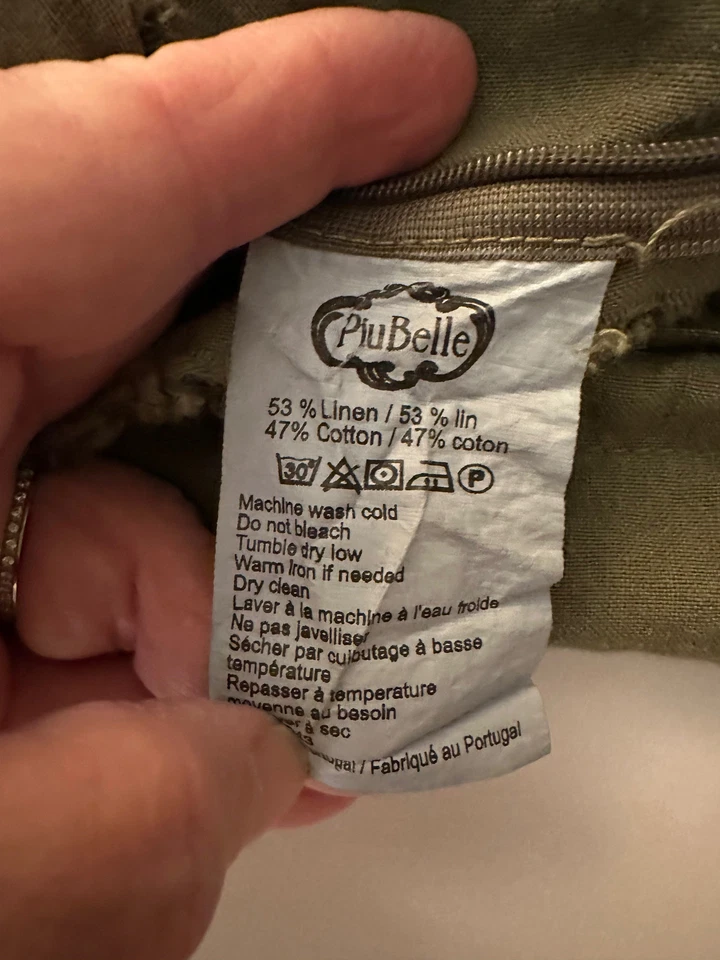 PiuBelle
53 % Linen / 53 % lin
47% Cotton / 47% coton
30° P
Machine wash cold
Do not bleach
Tumble dry low
Warm Iron if needed
Dry clean
Laver à la machine à l'eau froide
Ne pas javelliser
Sécher par culbutage à basse
température
Repasser à temperature
moyenne au besoin
à sec
/ Fabriqué au Portugal